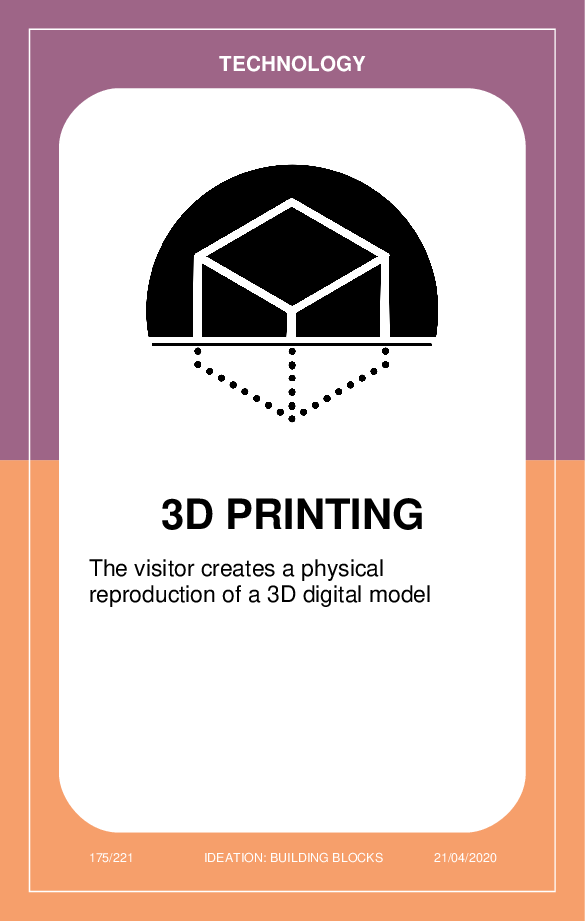 TECHNOLOGY
3D PRINTING
The visitor creates a physical
reproduction of a 3D digital model
175/221 IDEATION: BUILDING BLOCKS 21/04/2020